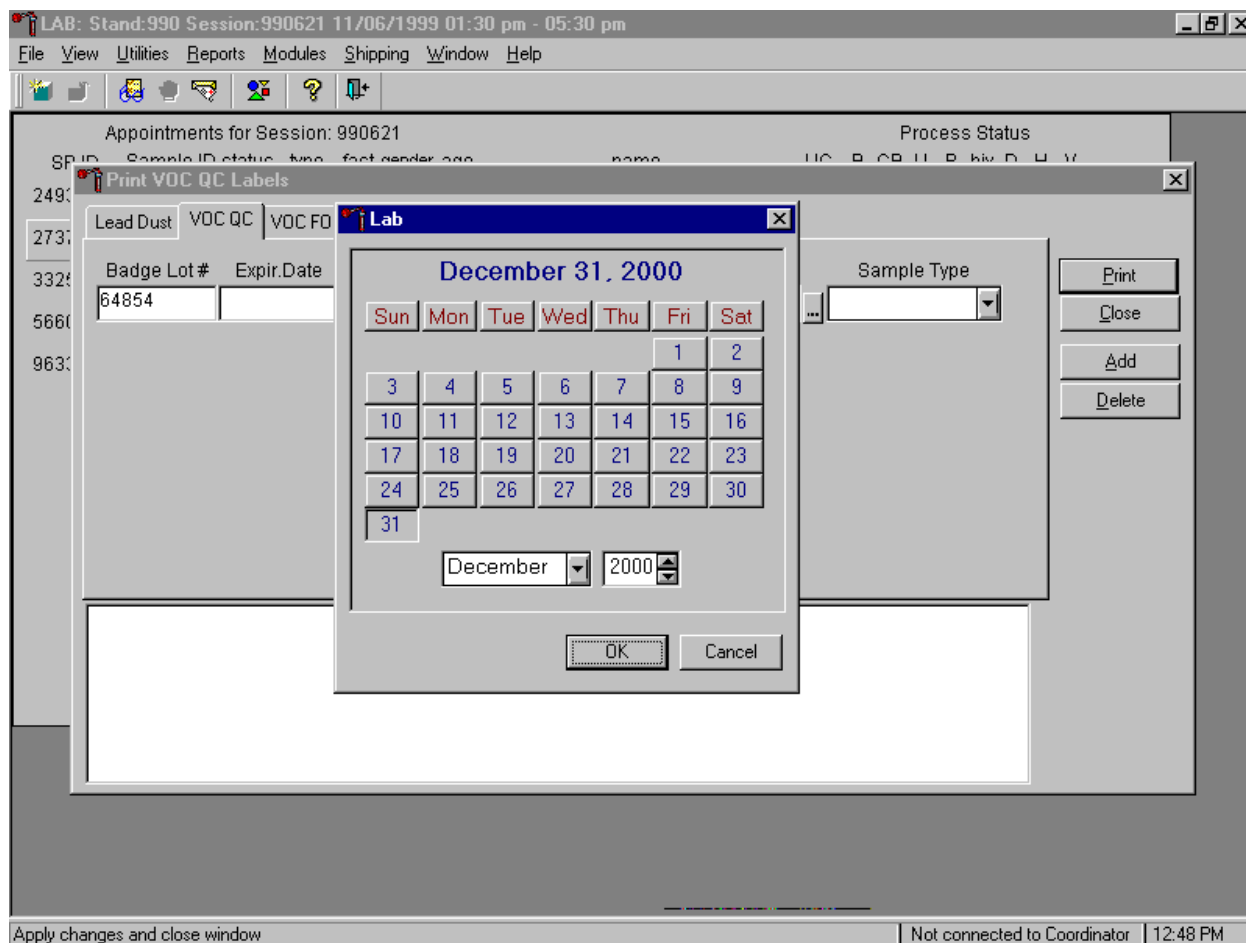 LAB: Stand:990 Session:990621 11/06/1999 01:30 pm - 05:30 pm
File View Utilities Reports Modules Shipping Window Help
Appointments for Session: 990621
Process Status
Print VOC QC Labels
Lead Dust VOC QC VOC FO
Badge Lot # Expir.Date Sample Type
64854
Print
Close
Add
Delete
Lab
December 31, 2000
Sun Mon Tue Wed Thu Fri Sat
1 2
3 4 5 6 7 8 9
10 11 12 13 14 15 16
17 18 19 20 21 22 23
24 25 26 27 28 29 30
31
December 2000
OK Cancel
Apply changes and close window Not connected to Coordinator 12:48 PM